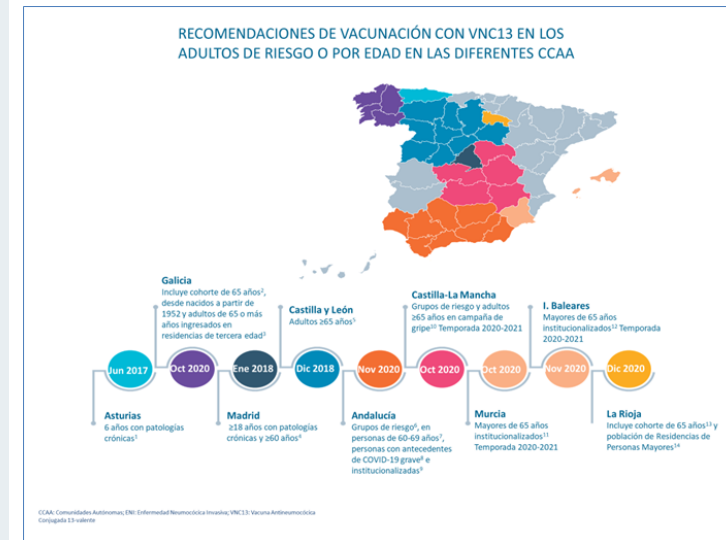 RECOMENDACIONES DE VACUNACIÓN CON VNC13 EN LOS
ADULTOS DE RIESGO O POR EDAD EN LAS DIFERENTES CCAA
Galicia
Incluye cohorte de 65 años²,
desde nacidos a partir de
1952 y adultos de 65 o más
años ingresados en
residencias de tercera edad³
Castilla y León
Adultos ≥65 años⁵
Castilla-La Mancha
Grupos de riesgo y adultos
≥65 años en campaña de
gripe¹⁰ Temporada 2020-2021
I. Baleares
Mayores de 65 años
institucionalizados¹² Temporada
2020-2021
Jun 2017
Oct 2020
Ene 2018
Dic 2018
Nov 2020
Oct 2020
Oct 2020
Nov 2020
Dic 2020
Asturias
6 años con patologías
crónicas¹
Madrid
≥18 años con patologías
crónicas y ≥60 años⁴
Andalucía
Grupos de riesgo⁶, en
personas de 60-69 años⁷,
personas con antecedentes
de COVID-19 grave⁸ e
institucionalizadas⁹
Murcia
Mayores de 65 años
institucionalizados¹¹
Temporada 2020-2021
La Rioja
Incluye cohorte de 65 años¹³ y
población de Residencias de
Personas Mayores¹⁴
CCAA: Comunidades Autónomas; ENI: Enfermedad Neumocócica Invasiva; VNC13: Vacuna Antineumocócica
Conjugada 13-valente